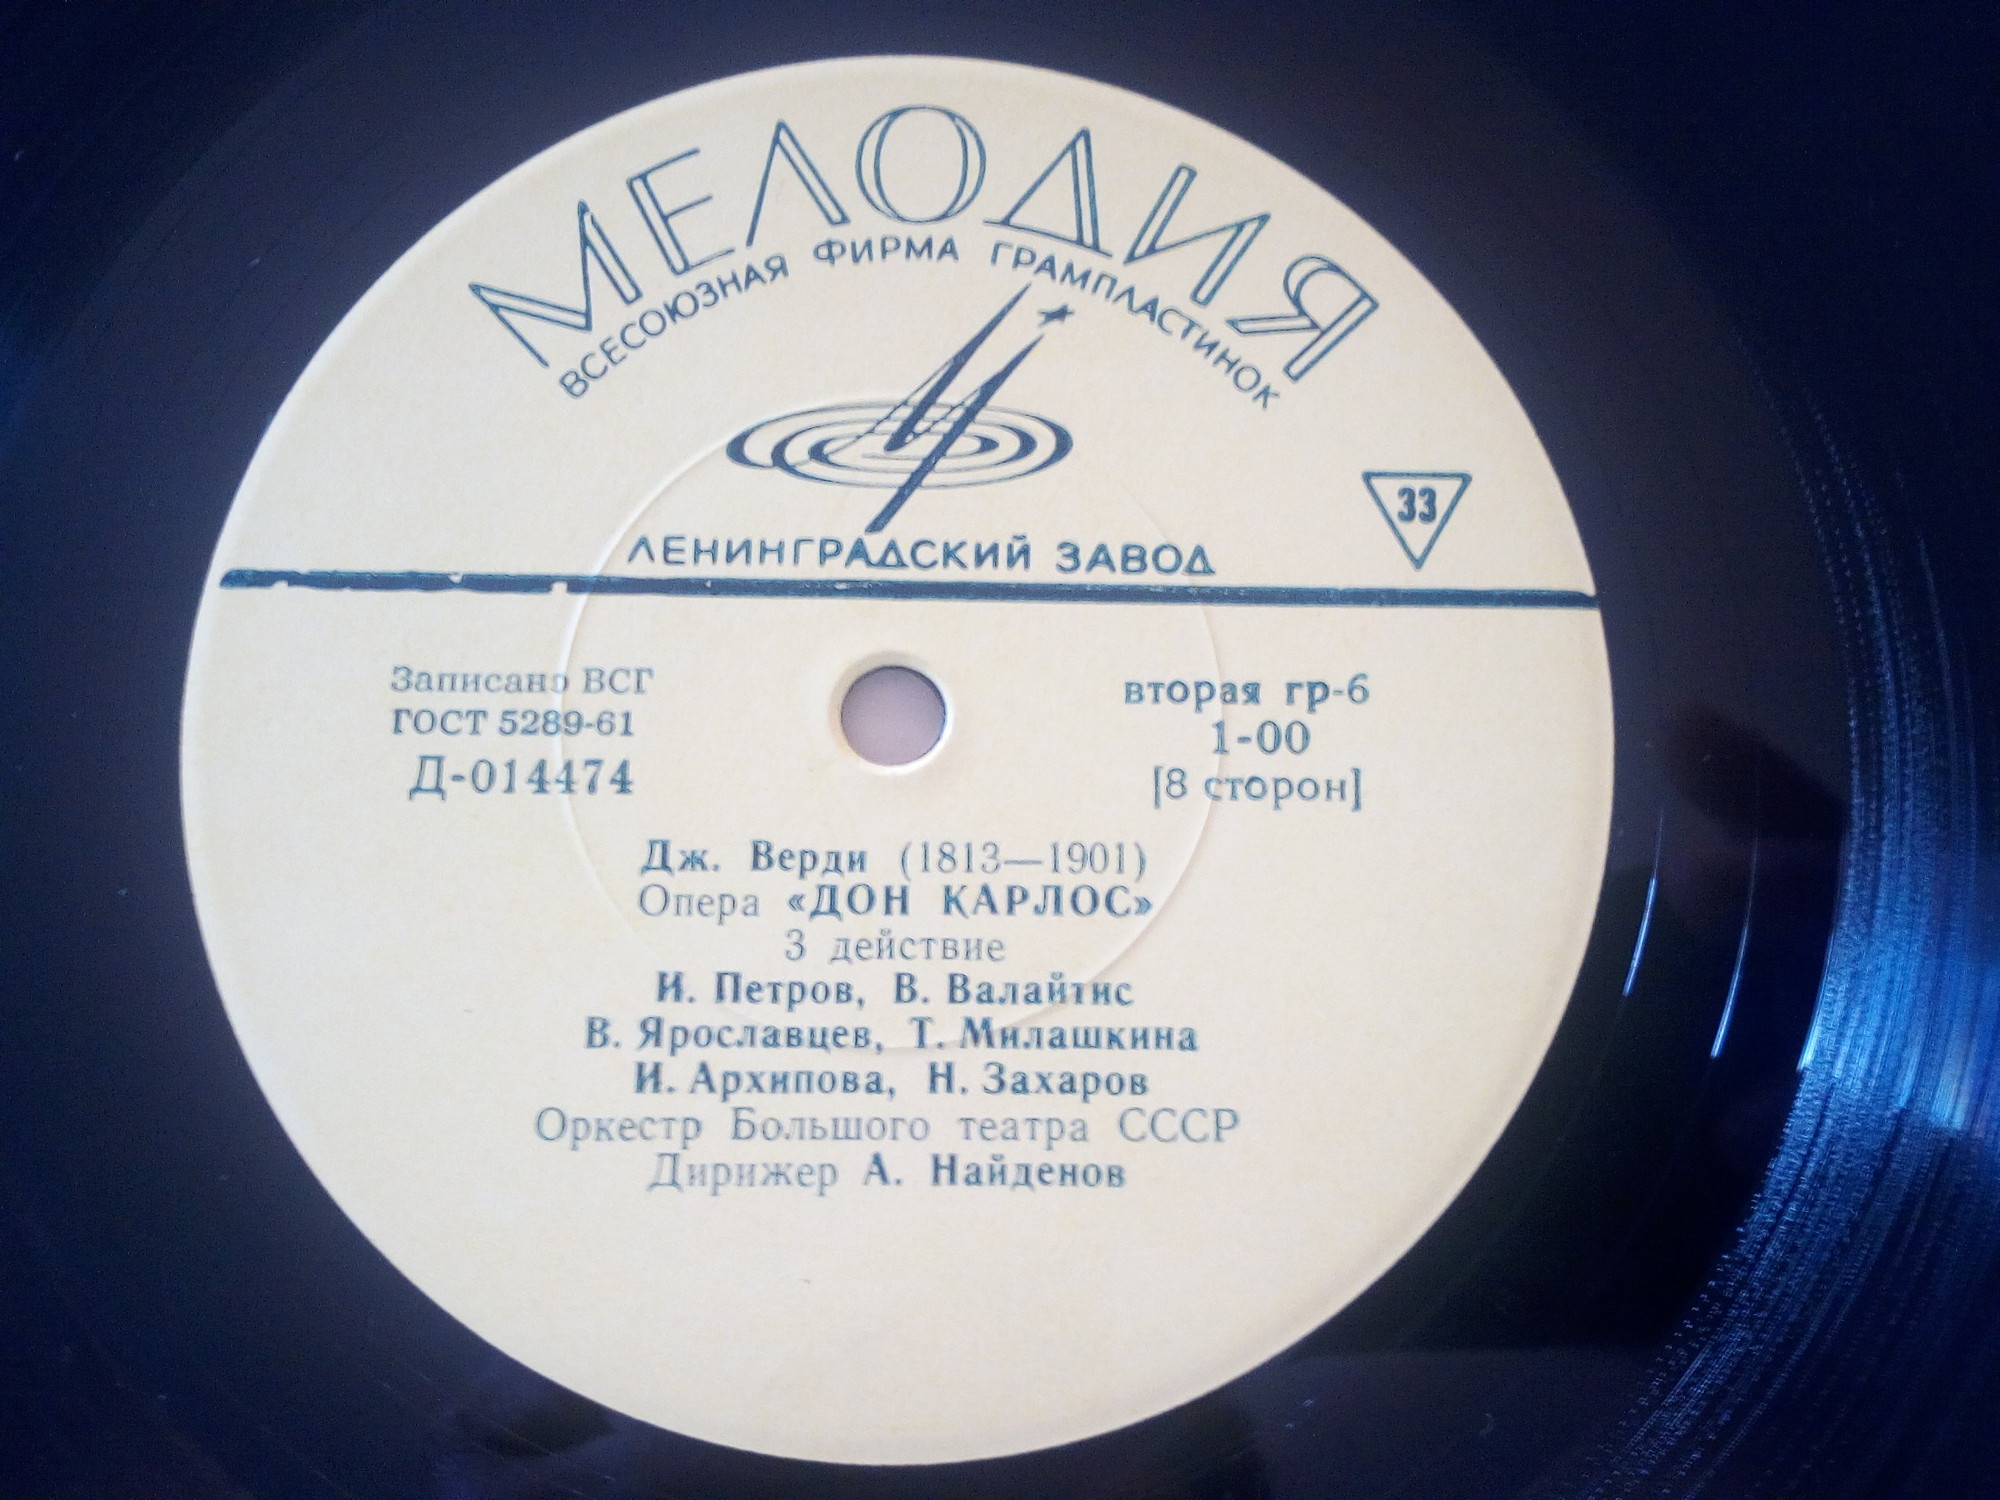 МЕЛОДИЯ
ВСЕСОЮЗНАЯ ФИРМА ГРАМПЛАСТИНОК
33
ЛЕНИНГРАДСКИЙ ЗАВОД
Записано ВСГ
ГОСТ 5289-61
Д-014474
вторая гр-6
1-00
[8 сторон]
Дж. Верди (1813—1901)
Опера «ДОН КАРЛОС»
3 действие
И. Петров, В. Валайтис
В. Ярославцев, Т. Милашкина
И. Архипова, Н. Захаров
Оркестр Большого театра СССР
Дирижер А. Найденов